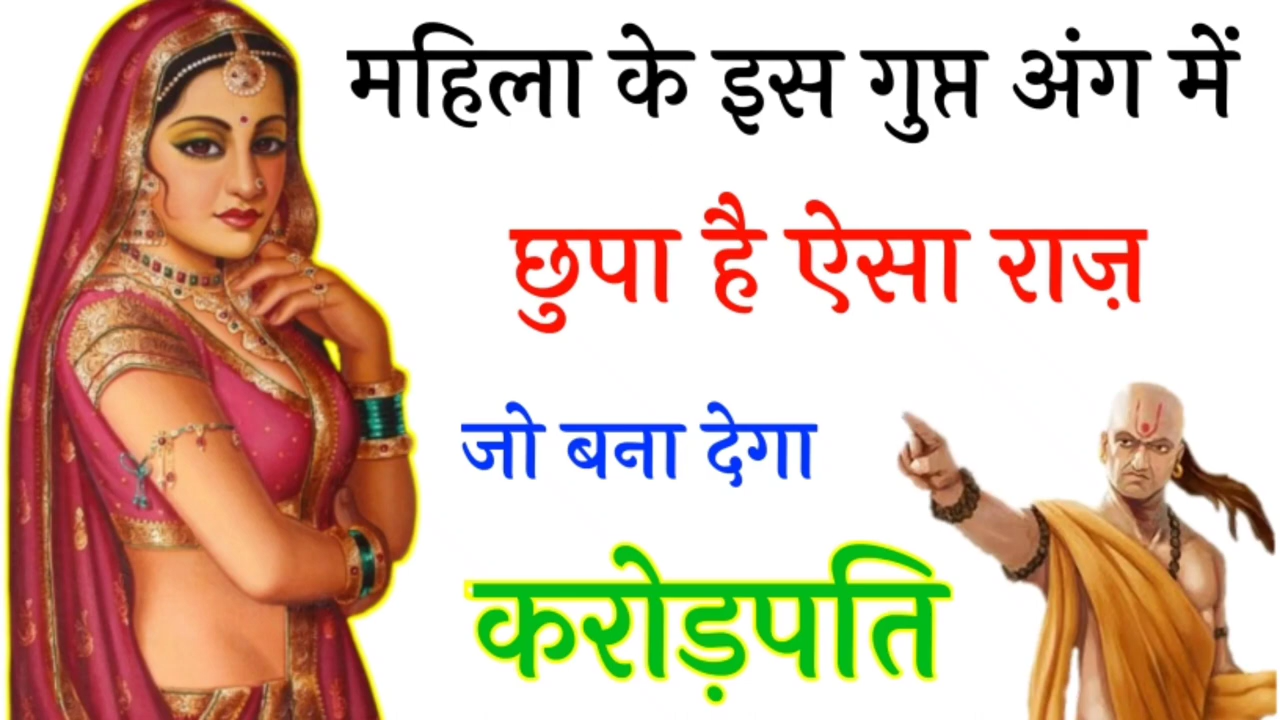 महिला के इस गुप्त अंग में
छुपा है ऐसा राज़
जो बना देगा
करोड़पति